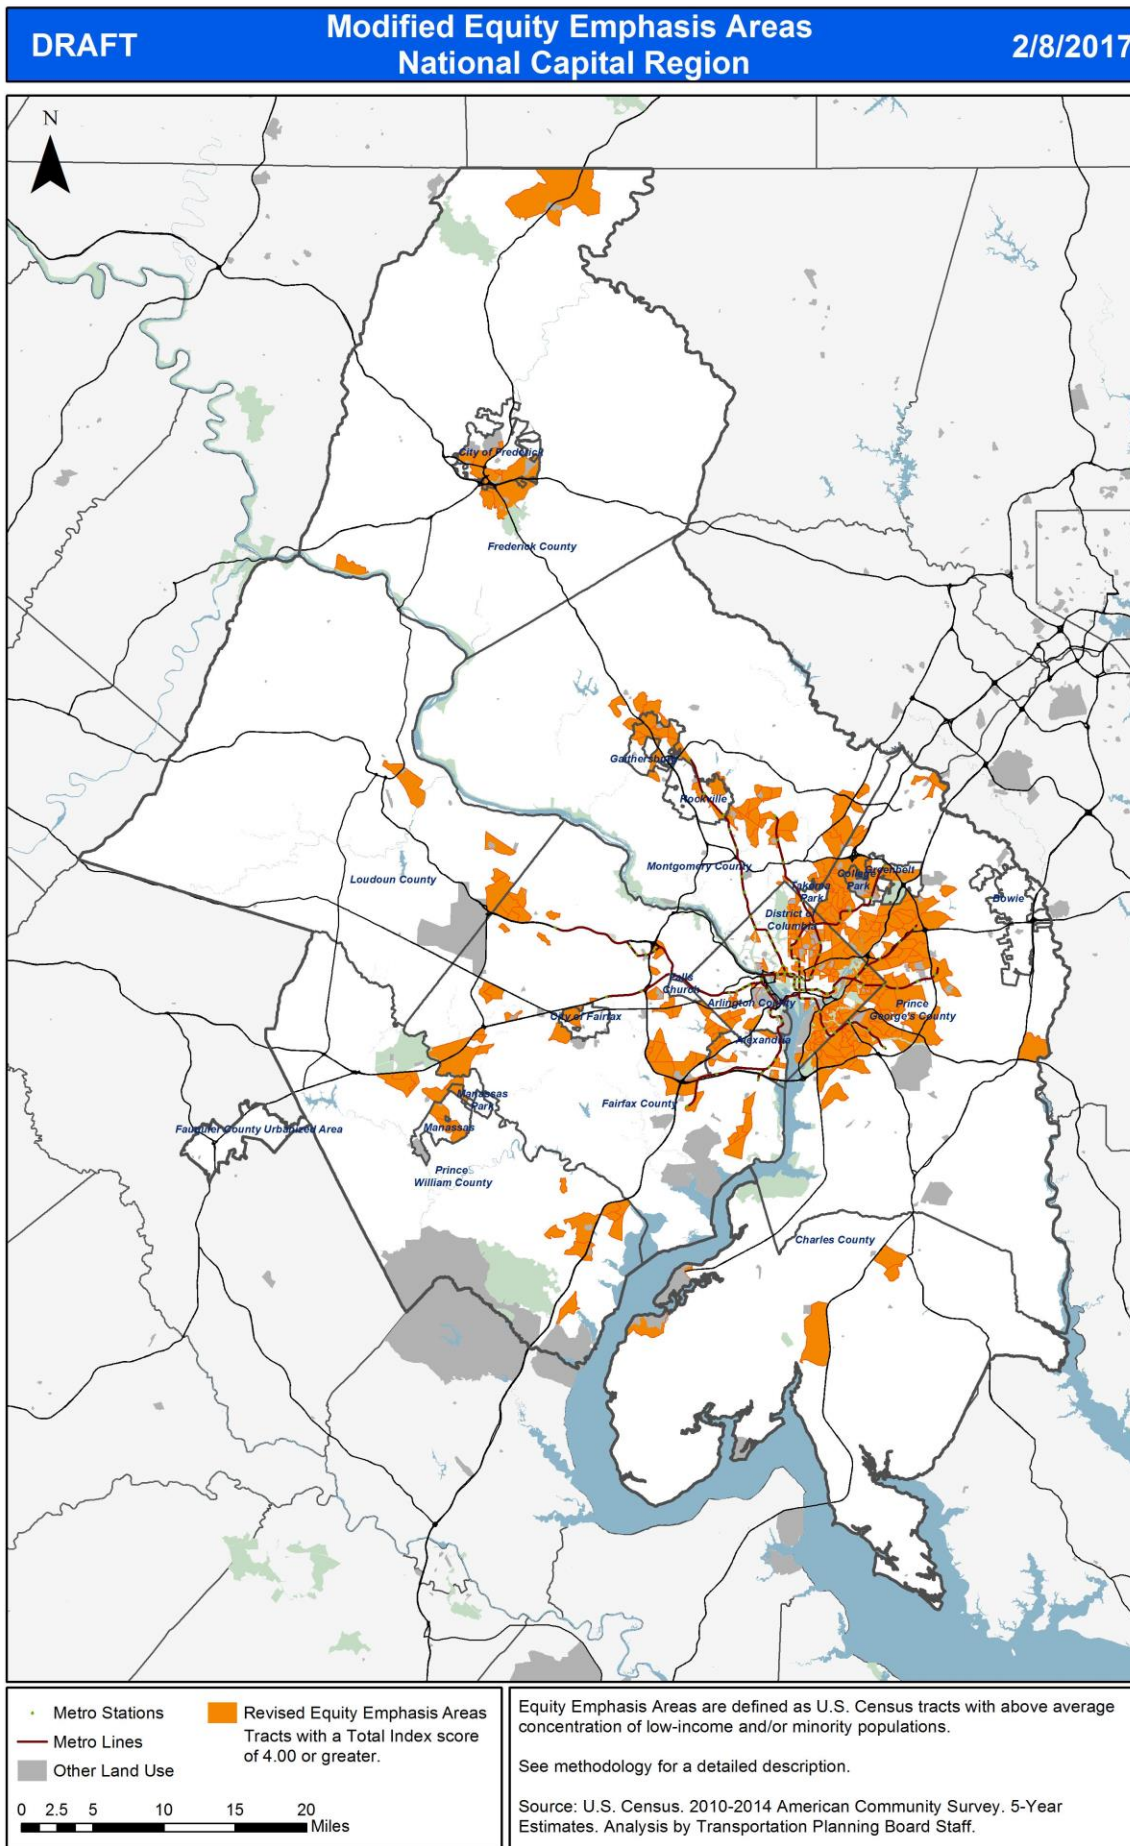 DRAFT
Modified Equity Emphasis Areas
National Capital Region
2/8/2017
N
City of Frederick
Frederick County
Gaithersburg
Rockville
Montgomery County
Loudoun County
Takoma
Park
College
Park
Greenbelt
Bowie
District of
Columbia
Falls
Church
Arlington County
City of Fairfax
Prince
George's County
Alexandria
Fairfax County
Manassas
Park
Manassas
Fauquier County Urbanized Area
Prince
William County
Charles County
Metro Stations
Metro Lines
Other Land Use
Revised Equity Emphasis Areas
Tracts with a Total Index score
of 4.00 or greater.
0 2.5 5 10 15 20
Miles
Equity Emphasis Areas are defined as U.S. Census tracts with above average
concentration of low-income and/or minority populations.
See methodology for a detailed description.
Source: U.S. Census. 2010-2014 American Community Survey. 5-Year
Estimates. Analysis by Transportation Planning Board Staff.